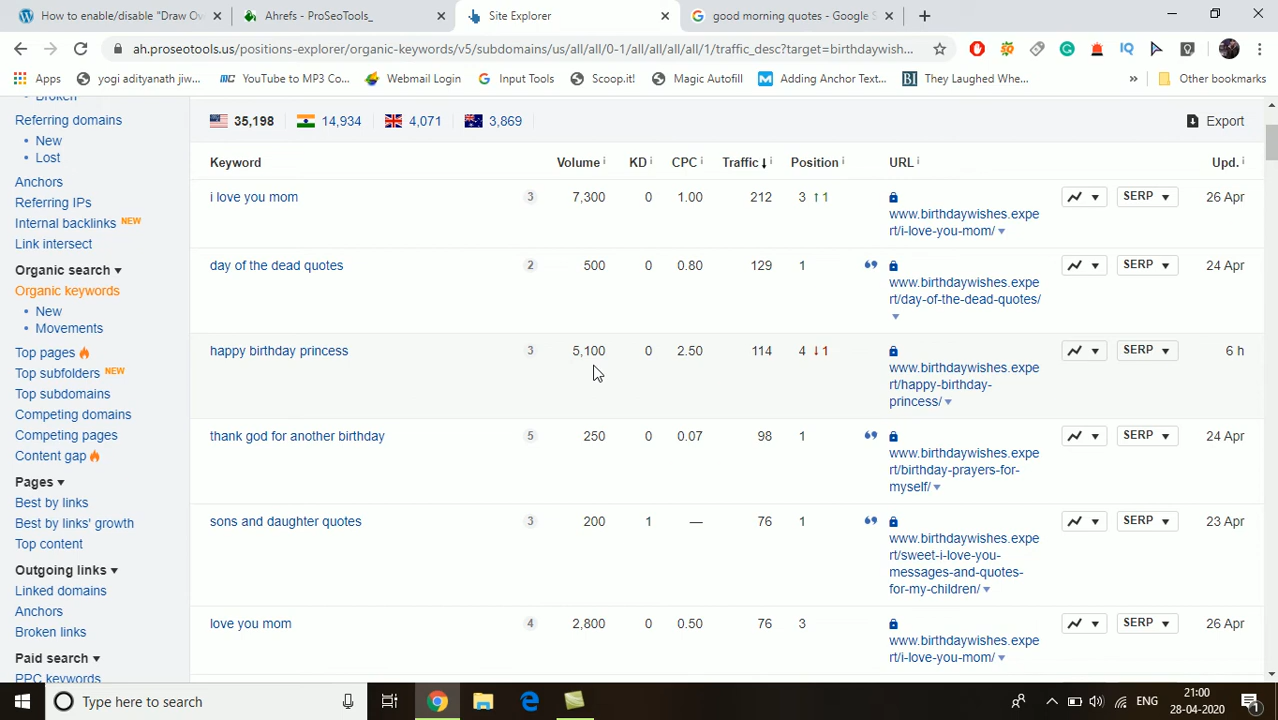 How to enable/disable "Draw Ov
Ahrefs - ProSeoTools_
Site Explorer
good morning quotes - Google S
ah.proseotools.us/positions-explorer/organic-keywords/v5/subdomains/us/all/all/0-1/all/all/all/all/1/traffic_desc?target=birthdaywish...
Apps
yogi adityanath jiw...
YouTube to MP3 Co...
Webmail Login
Input Tools
Scoop.it!
Magic Autofill
Adding Anchor Text...
They Laughed Whe...
»
Other bookmarks
Broken
Referring domains
• New
• Lost
Anchors
Referring IPs
Internal backlinks NEW
Link intersect
Organic search
Organic keywords
• New
• Movements
Top pages
Top subfolders NEW
Top subdomains
Competing domains
Competing pages
Content gap
Pages
Best by links
Best by links' growth
Top content
Outgoing links
Linked domains
Anchors
Broken links
Paid search
PPC keywords
35,198 14,934 4,071 3,869
Export
Keyword Volume i KD i CPC i Traffic ↓ i Position i URL i Upd. i
i love you mom 3 7,300 0 1.00 212 3 ↑1 SERP 26 Apr
www.birthdaywishes.expe
rt/i-love-you-mom/
day of the dead quotes 2 500 0 0.80 129 1 SERP 24 Apr
www.birthdaywishes.expe
rt/day-of-the-dead-quotes/
happy birthday princess 3 5,100 0 2.50 114 4 ↓1 SERP 6 h
www.birthdaywishes.expe
rt/happy-birthday-
princess/
thank god for another birthday 5 250 0 0.07 98 1 SERP 24 Apr
www.birthdaywishes.expe
rt/birthday-prayers-for-
myself/
sons and daughter quotes 3 200 1 — 76 1 SERP 23 Apr
www.birthdaywishes.expe
rt/sweet-i-love-you-
messages-and-quotes-
for-my-children/
love you mom 4 2,800 0 0.50 76 3 SERP 26 Apr
www.birthdaywishes.expe
rt/i-love-you-mom/
Type here to search
ENG
21:00
28-04-2020